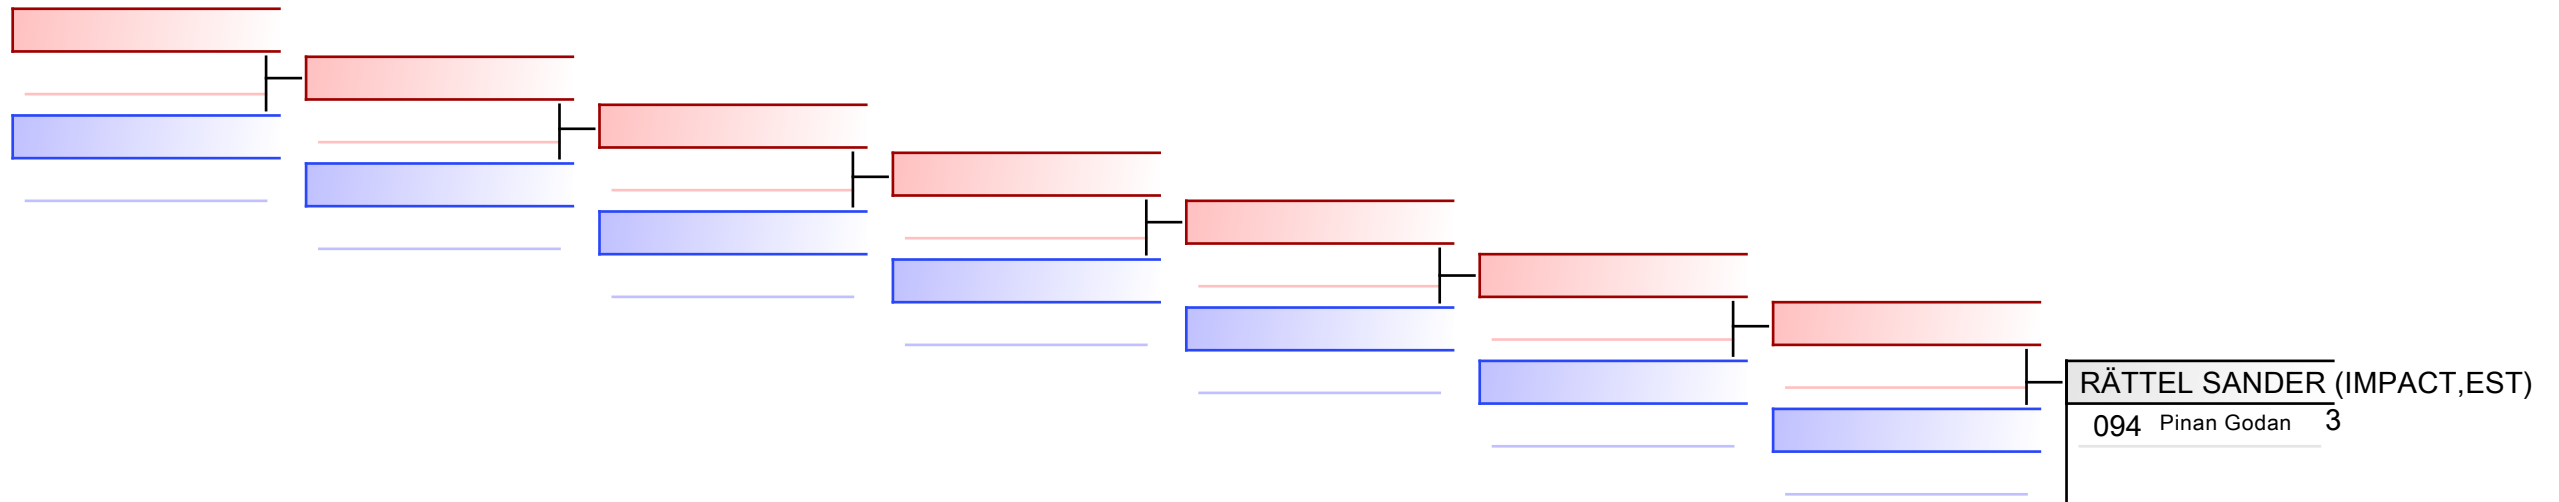 RÄTTEL SANDER (IMPACT,EST)
094 Pinan Godan 3